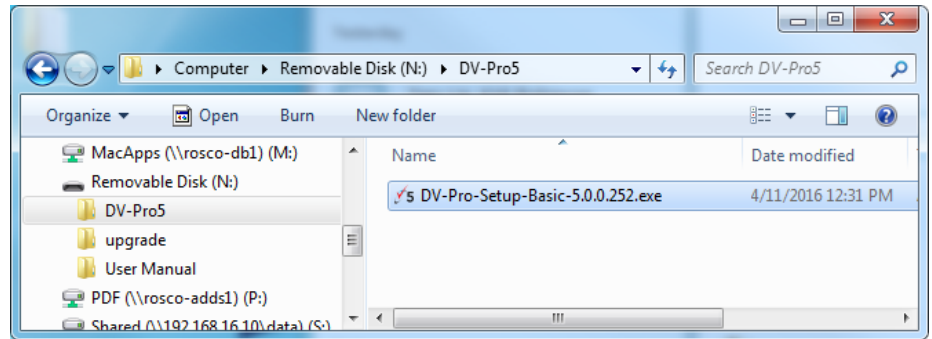 Computer ▸ Removable Disk (N:) ▸ DV-Pro5
Search DV-Pro5
Organize Open Burn New folder
MacApps (\\rosco-db1) (M:)
Removable Disk (N:)
DV-Pro5
upgrade
User Manual
PDF (\\rosco-adds1) (P:)
Shared (\\192.168.16.10\data) (S:)
Name Date modified
DV-Pro-Setup-Basic-5.0.0.252.exe 4/11/2016 12:31 PM